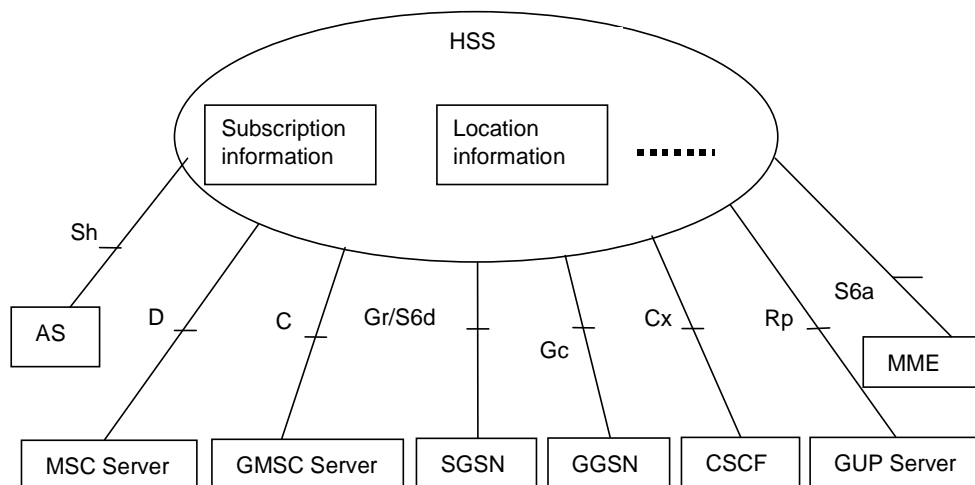 HSS
Subscription
information
Location
information
Sh
D
C
Gr/S6d
Gc
Cx
Rp
S6a
AS
MME
MSC Server
GMSC Server
SGSN
GGSN
CSCF
GUP Server